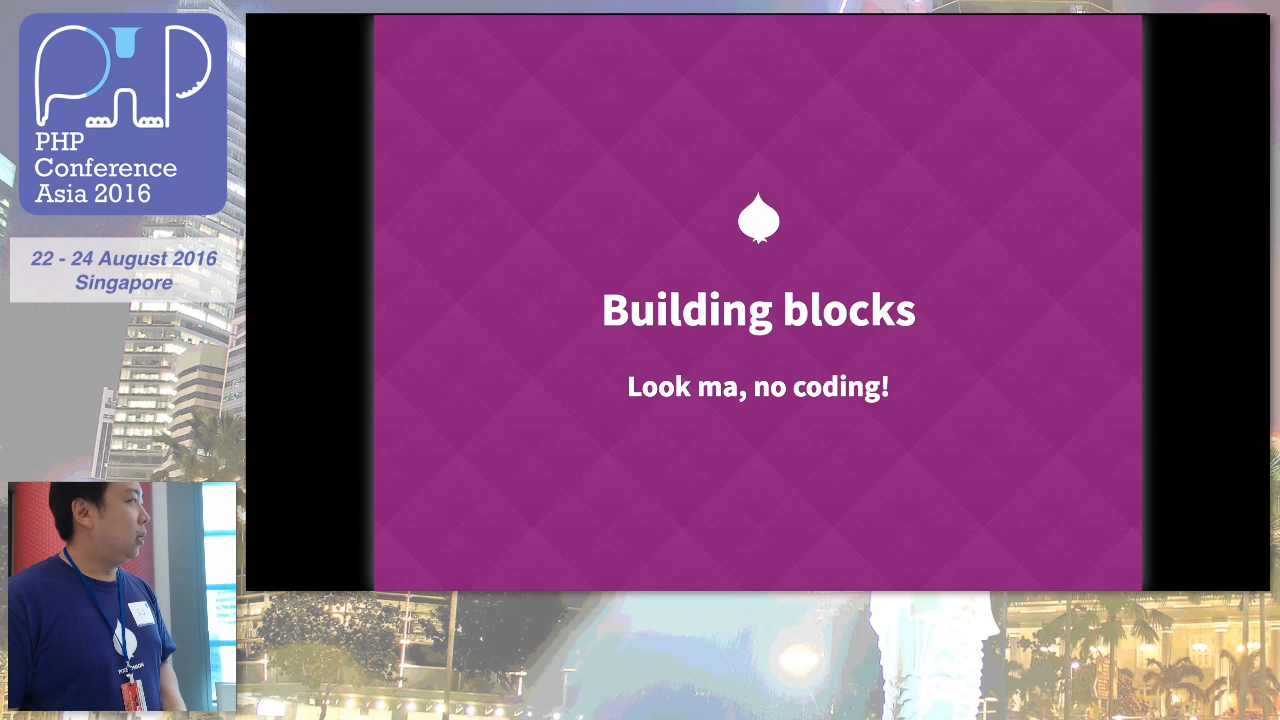 PHP
Conference
Asia 2016
22 - 24 August 2016
Singapore
Building blocks
Look ma, no coding!